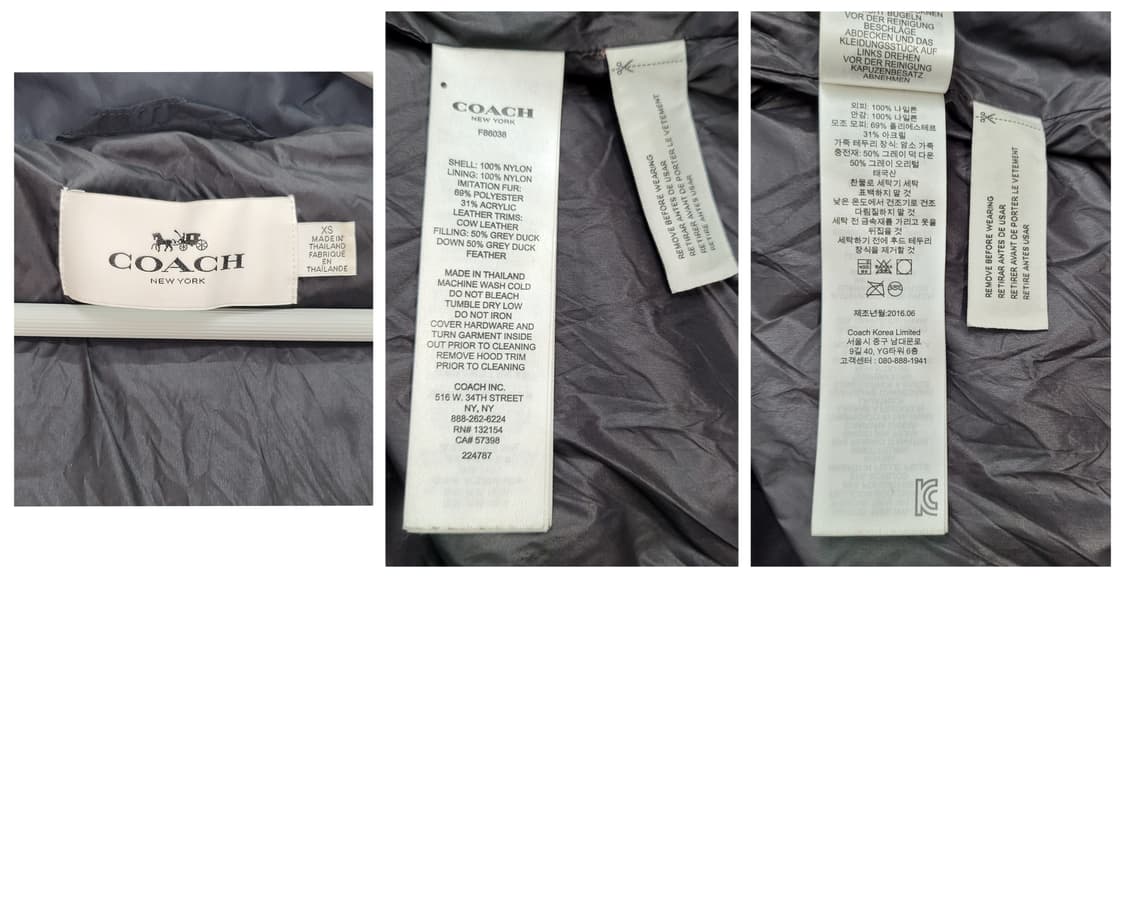 COACH
NEW YORK
XS
MADE IN
THAILAND
FABRIQUÉ
EN
THAÏLANDE
COACH
NEW YORK
F88038
SHELL: 100% NYLON
LINING: 100% NYLON
IMITATION FUR:
69% POLYESTER
31% ACRYLIC
LEATHER TRIMS:
COW LEATHER
FILLING: 50% GREY DUCK
DOWN 50% GREY DUCK
FEATHER
MADE IN THAILAND
MACHINE WASH COLD
DO NOT BLEACH
TUMBLE DRY LOW
DO NOT IRON
COVER HARDWARE AND
TURN GARMENT INSIDE
OUT PRIOR TO CLEANING
REMOVE HOOD TRIM
PRIOR TO CLEANING
COACH INC.
516 W. 34TH STREET
NY, NY
888-262-6224
RN# 132154
CA# 57398
224787
REMOVE BEFORE WEARING
RETIRAR ANTES DE USAR
RETIRER AVANT DE PORTER LE VETEMENT
RETIRE ANTES USAR
VOR DER REINIGUNG
BESCHLÄGE
ABDECKEN UND DAS
KLEIDUNGSSTÜCK AUF
LINKS DREHEN
VOR DER REINIGUNG
KAPUZENBESATZ
ABNEHMEN
외피: 100% 나일론
안감: 100% 나일론
모조 모피: 69% 폴리에스테르
31% 아크릴
가죽 테두리 장식: 암소 가죽
충전재: 50% 그레이 덕 다운
50% 그레이 오리털
태국산
찬물로 세탁기 세탁
표백하지 말 것
낮은 온도에서 건조기로 건조
다림질하지 말 것
세탁 전 금속재를 가리고 옷을
뒤집을 것
세탁하기 전에 후드 테두리
장식을 제거할 것
제조년월:2016.06
Coach Korea Limited
서울시 중구 남대문로
9길 40, YG타워 6층
고객센터 : 080-888-1941
REMOVE BEFORE WEARING
RETIRAR ANTES DE USAR
RETIRER AVANT DE PORTER LE VETEMENT
RETIRE ANTES USAR